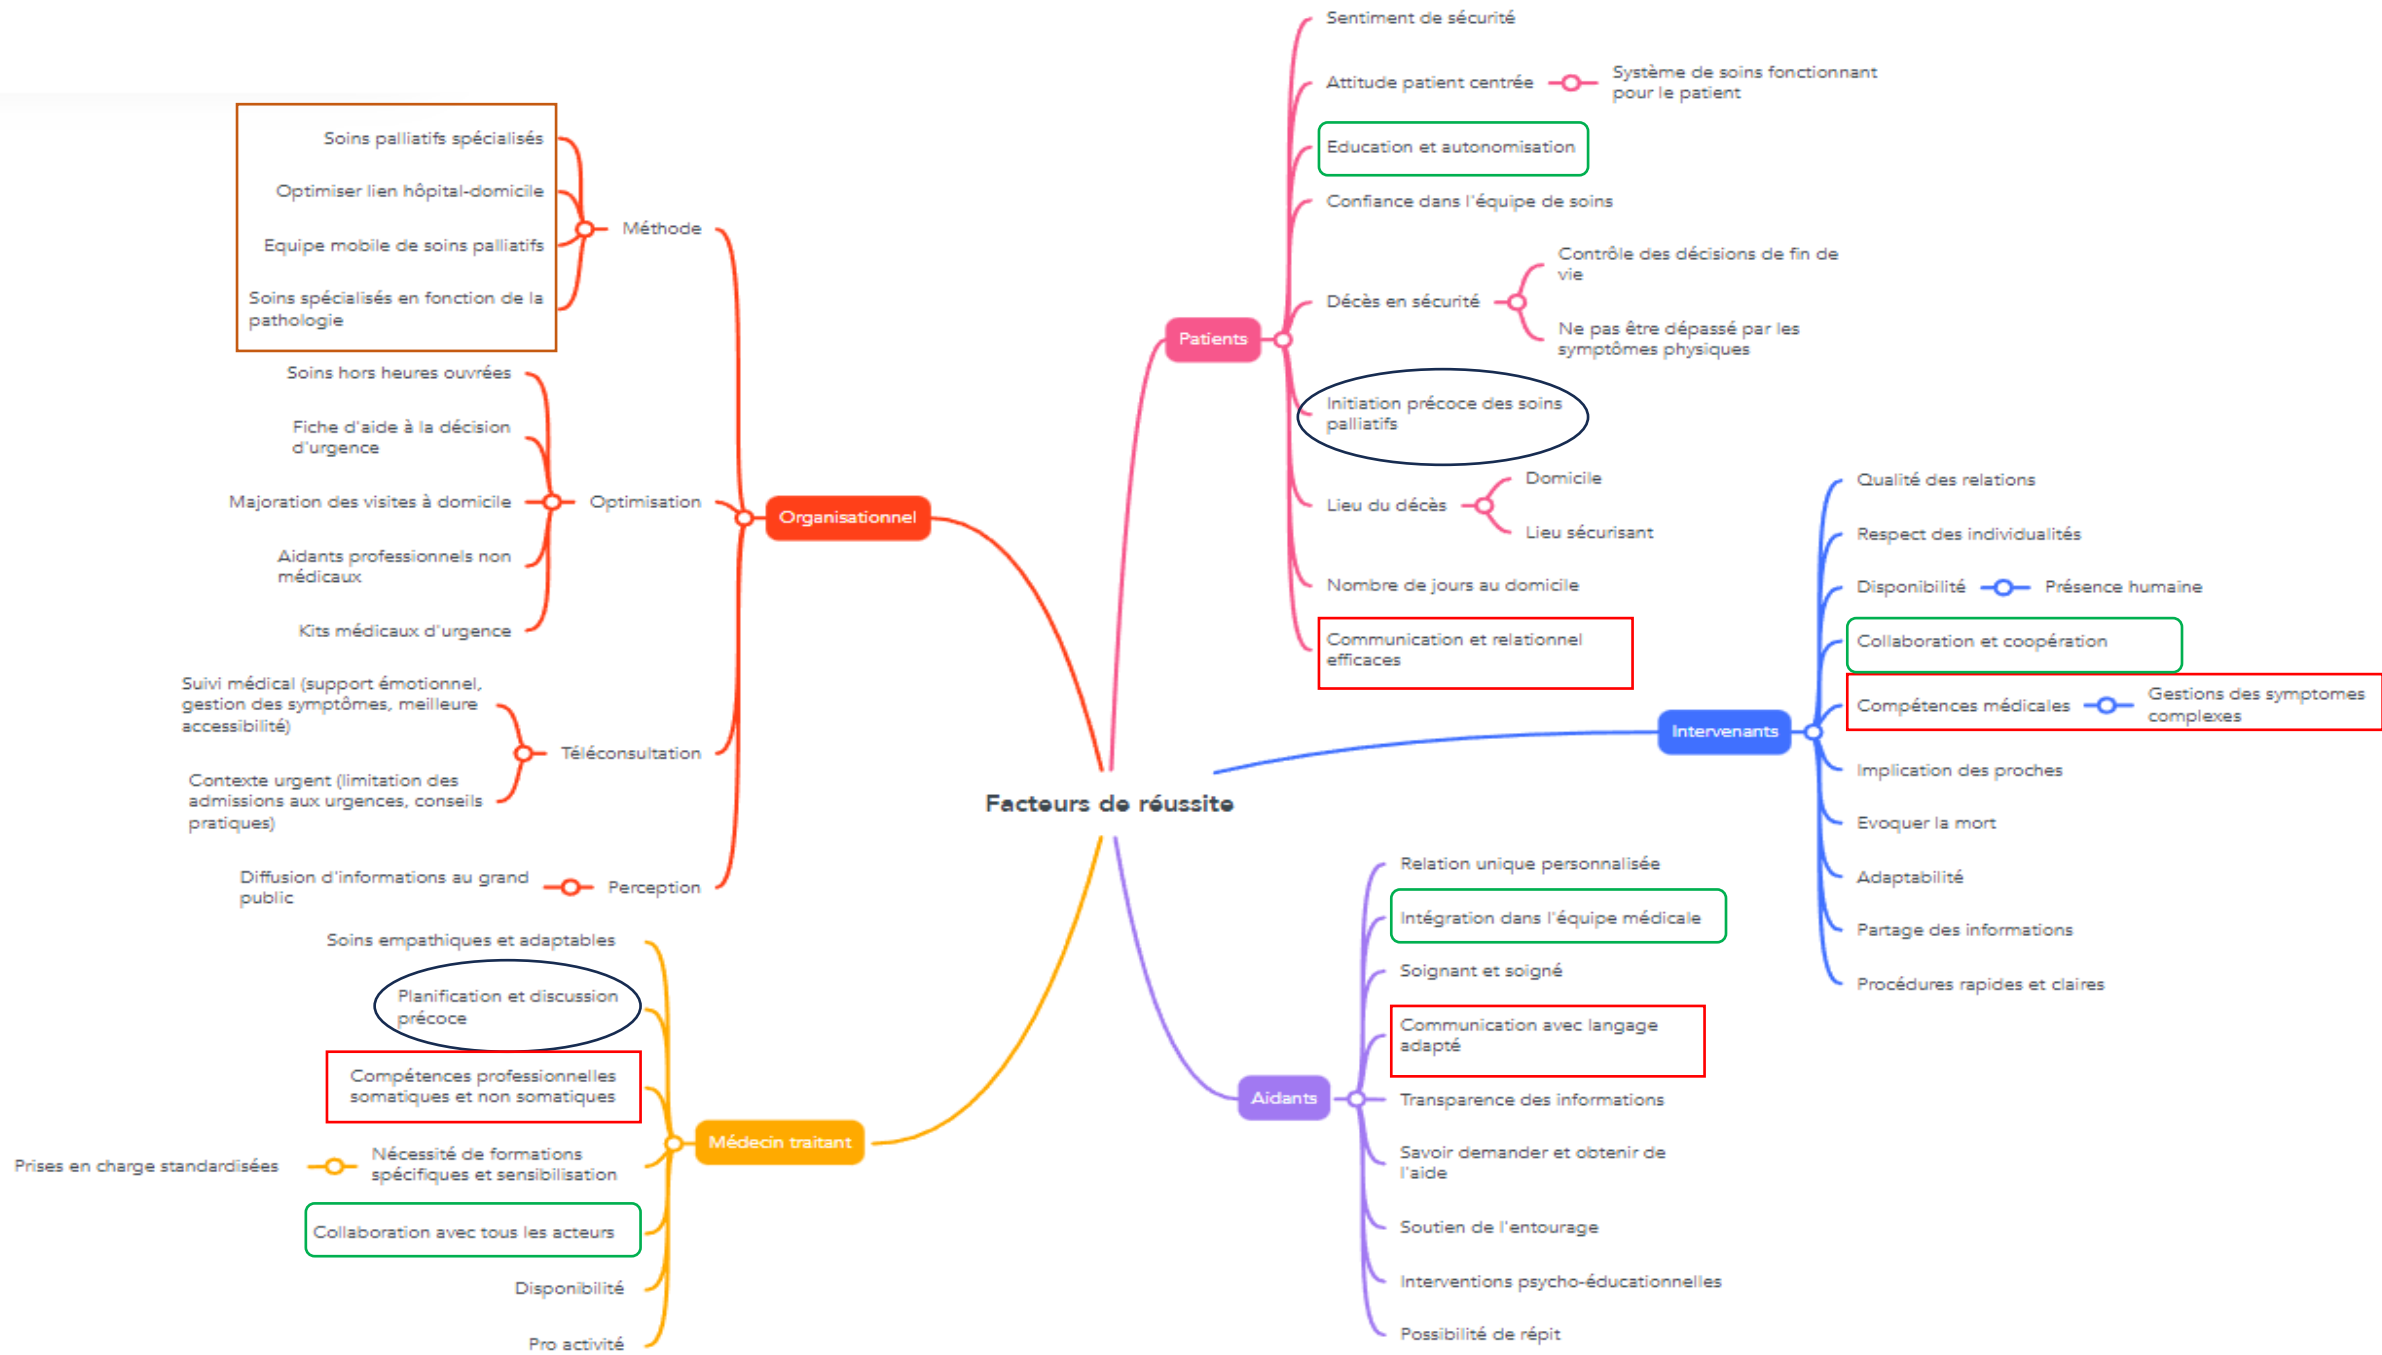 Facteurs de réussite
Organisationnel
Méthode
Soins palliatifs spécialisés
Optimiser lien hôpital-domicile
Equipe mobile de soins palliatifs
Soins spécialisés en fonction de la
pathologie
Optimisation
Soins hors heures ouvrées
Fiche d'aide à la décision
d'urgence
Majoration des visites à domicile
Aidants professionnels non
médicaux
Kits médicaux d'urgence
Téléconsultation
Suivi médical (support émotionnel,
gestion des symptômes, meilleure
accessibilité)
Contexte urgent (limitation des
admissions aux urgences, conseils
pratiques)
Perception
Diffusion d'informations au grand
public
Médecin traitant
Soins empathiques et adaptables
Planification et discussion
précoce
Compétences professionnelles
somatiques et non somatiques
Nécessité de formations
spécifiques et sensibilisation
Prises en charge standardisées
Collaboration avec tous les acteurs
Disponibilité
Pro activité
Patients
Sentiment de sécurité
Attitude patient centrée
Système de soins fonctionnant
pour le patient
Education et autonomisation
Confiance dans l'équipe de soins
Décès en sécurité
Contrôle des décisions de fin de
vie
Ne pas être dépassé par les
symptômes physiques
Initiation précoce des soins
palliatifs
Lieu du décès
Domicile
Lieu sécurisant
Nombre de jours au domicile
Communication et relationnel
efficaces
Intervenants
Qualité des relations
Respect des individualités
Disponibilité
Présence humaine
Collaboration et coopération
Compétences médicales
Gestions des symptomes
complexes
Implication des proches
Evoquer la mort
Adaptabilité
Partage des informations
Procédures rapides et claires
Aidants
Relation unique personnalisée
Intégration dans l'équipe médicale
Soignant et soigné
Communication avec langage
adapté
Transparence des informations
Savoir demander et obtenir de
l'aide
Soutien de l'entourage
Interventions psycho-éducationnelles
Possibilité de répit